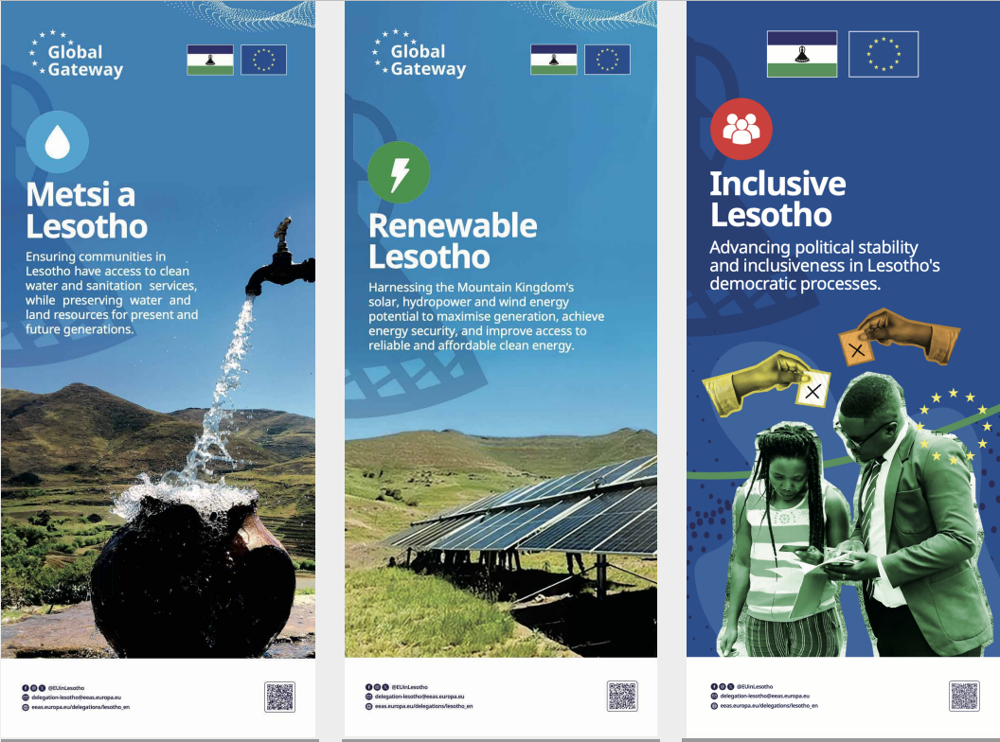 Global
Gateway
Metsi a
Lesotho
Ensuring communities in
Lesotho have access to clean
water and sanitation services,
while preserving water and
land resources for present and
future generations.
@EUinLesotho
delegation-lesotho@eeas.europa.eu
eeas.europa.eu/delegations/lesotho_en
Global
Gateway
Renewable
Lesotho
Harnessing the Mountain Kingdom's
solar, hydropower and wind energy
potential to maximise generation, achieve
energy security, and improve access to
reliable and affordable clean energy.
@EUinLesotho
delegation-lesotho@eeas.europa.eu
eeas.europa.eu/delegations/lesotho_en
Inclusive
Lesotho
Advancing political stability
and inclusiveness in Lesotho's
democratic processes.
@EUinLesotho
delegation-lesotho@eeas.europa.eu
eeas.europa.eu/delegations/lesotho_en